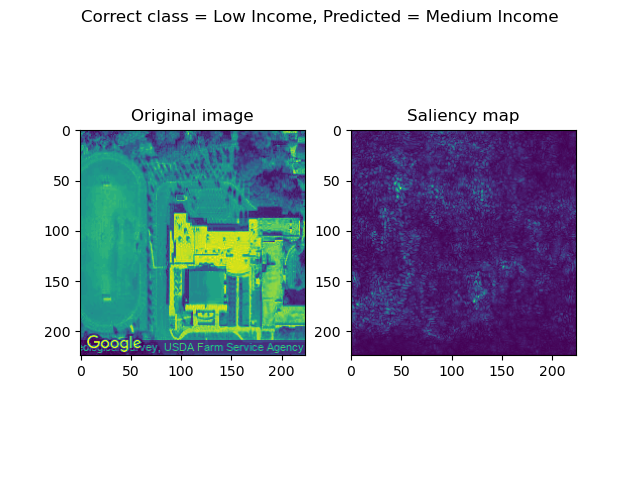 Correct class = Low Income, Predicted = Medium Income
Original image
Saliency map
0
50
100
150
200
0
50
100
150
200
Google
Survey, USDA Farm Service Agency
0 50 100 150 200
0 50 100 150 200